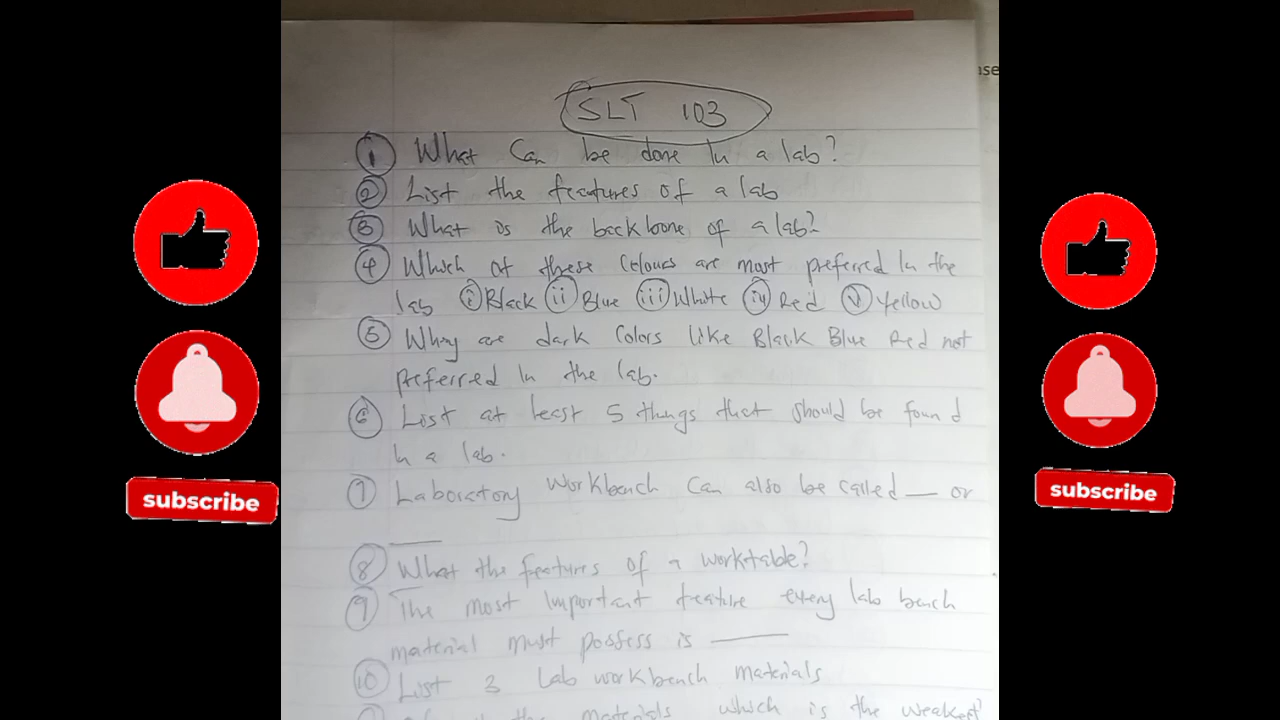 SLT 103
① What Can be done In a lab?
② List the features of a lab
③ What is the backbone of a lab?
④ Which of these Colours are most preferred In the
lab ⓘ Black ⓘⓘ Blue ⓘⓘⓘ White ⓘⓥ Red ⓥ Yellow
⑤ Why are dark Colors like Black Blue Red not
preferred In the lab.
⑥ List at least 5 things that should be found
In a lab.
⑦ Laboratory Workbench Can also be called — or
—
⑧ What the features of a worktable?
⑨ The most Important feature every lab bench
material must possess is —
⑩ List 3 Lab workbench materials
the materials which is the weakest
subscribe
subscribe